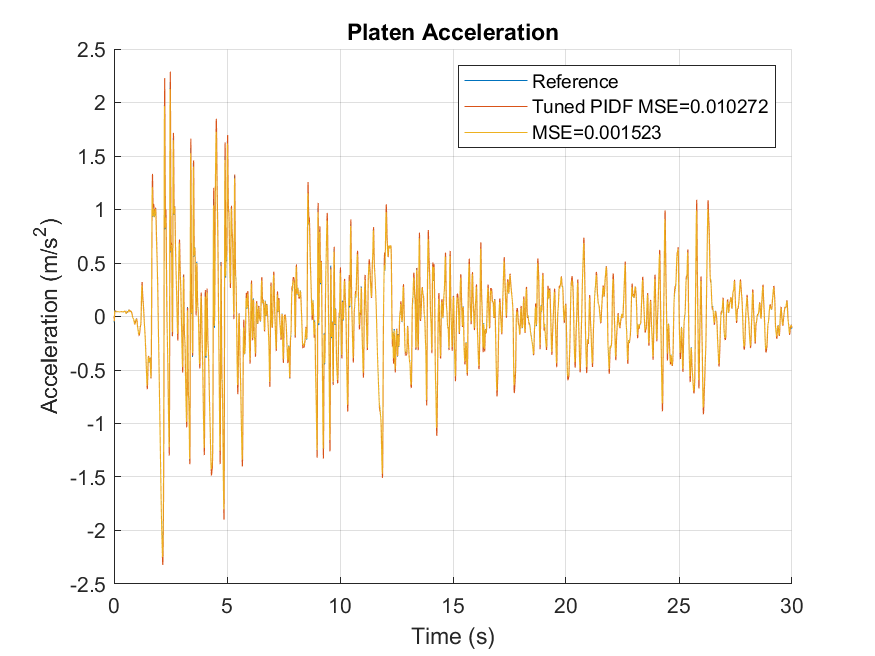 Platen Acceleration
Reference
Tuned PIDF MSE=0.010272
MSE=0.001523
Acceleration (m/s²)
2.5
2
1.5
1
0.5
0
-0.5
-1
-1.5
-2
-2.5
0 5 10 15 20 25 30
Time (s)